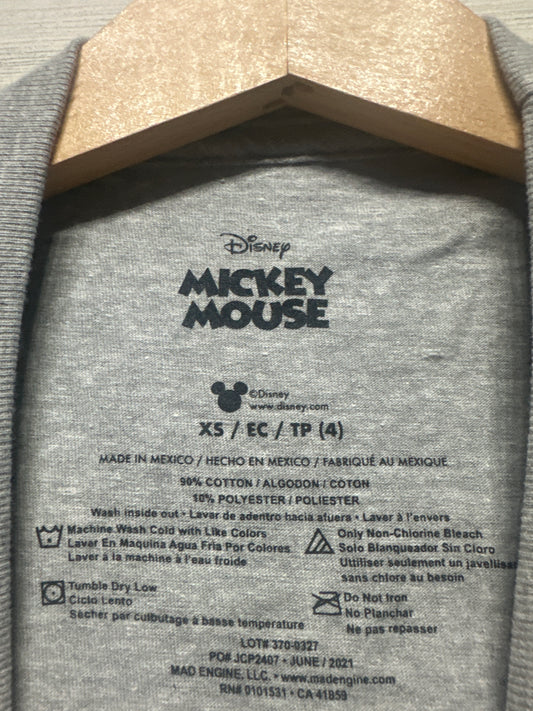 Disney
MICKEY
MOUSE
©Disney
www.disney.com
XS / EC / TP (4)
MADE IN MEXICO / HECHO EN MEXICO / FABRIQUÉ AU MEXIQUE
90% COTTON / ALGODON / COTON
10% POLYESTER / POLIESTER
Wash inside out • Lavar de adentro hacia afuera • Laver à l'envers
Machine Wash Cold with Like Colors
Lavar En Maquina Agua Fria Por Colores
Laver à la machine à l'eau froide
Only Non-Chlorine Bleach
Solo Blanqueador Sin Cloro
Utiliser seulement un javellisan
sans chlore au besoin
Tumble Dry Low
Ciclo Lento
Sécher par culbutage à basse température
Do Not Iron
No Planchar
Ne pas repasser
LOT# 370-0327
PO# JCP2407 • JUNE / 2021
MAD ENGINE, LLC. • www.madengine.com
RN# 0101531 • CA 41859